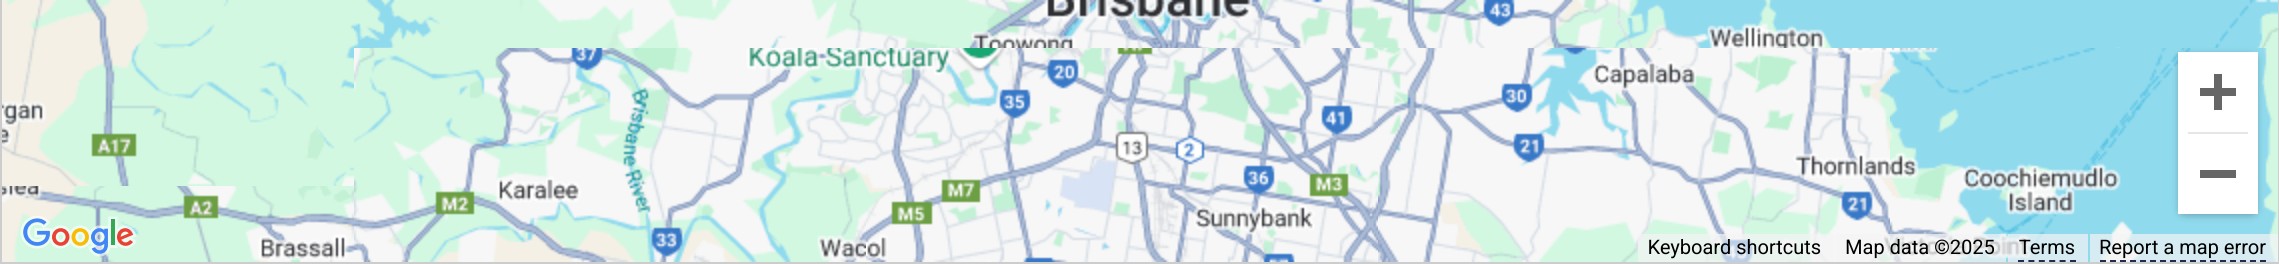 Brisbane
43
Toowong
Wellington
Koala Sanctuary
37
20
Capalaba
35
30
41
Brisbane River
rgan
e
A17
13
2
21
Thornlands
36
M3
Coochiemudlo
Island
Karalee
M7
M2
A2
M5
21
Sunnybank
Google
33
Brassall
Wacol
Keyboard shortcuts
Map data ©2025
Terms
Report a map error